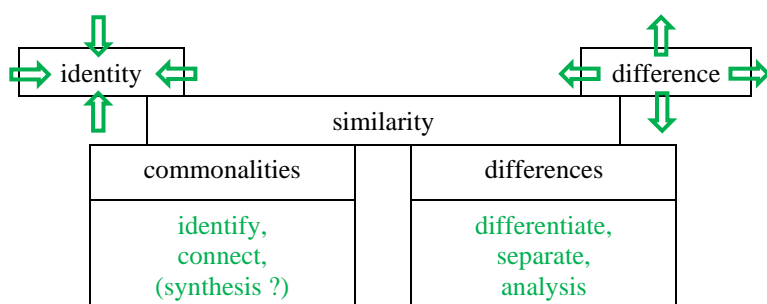 identity
difference
similarity
commonalities
differences
identify,
connect,
(synthesis ?)
differentiate,
separate,
analysis